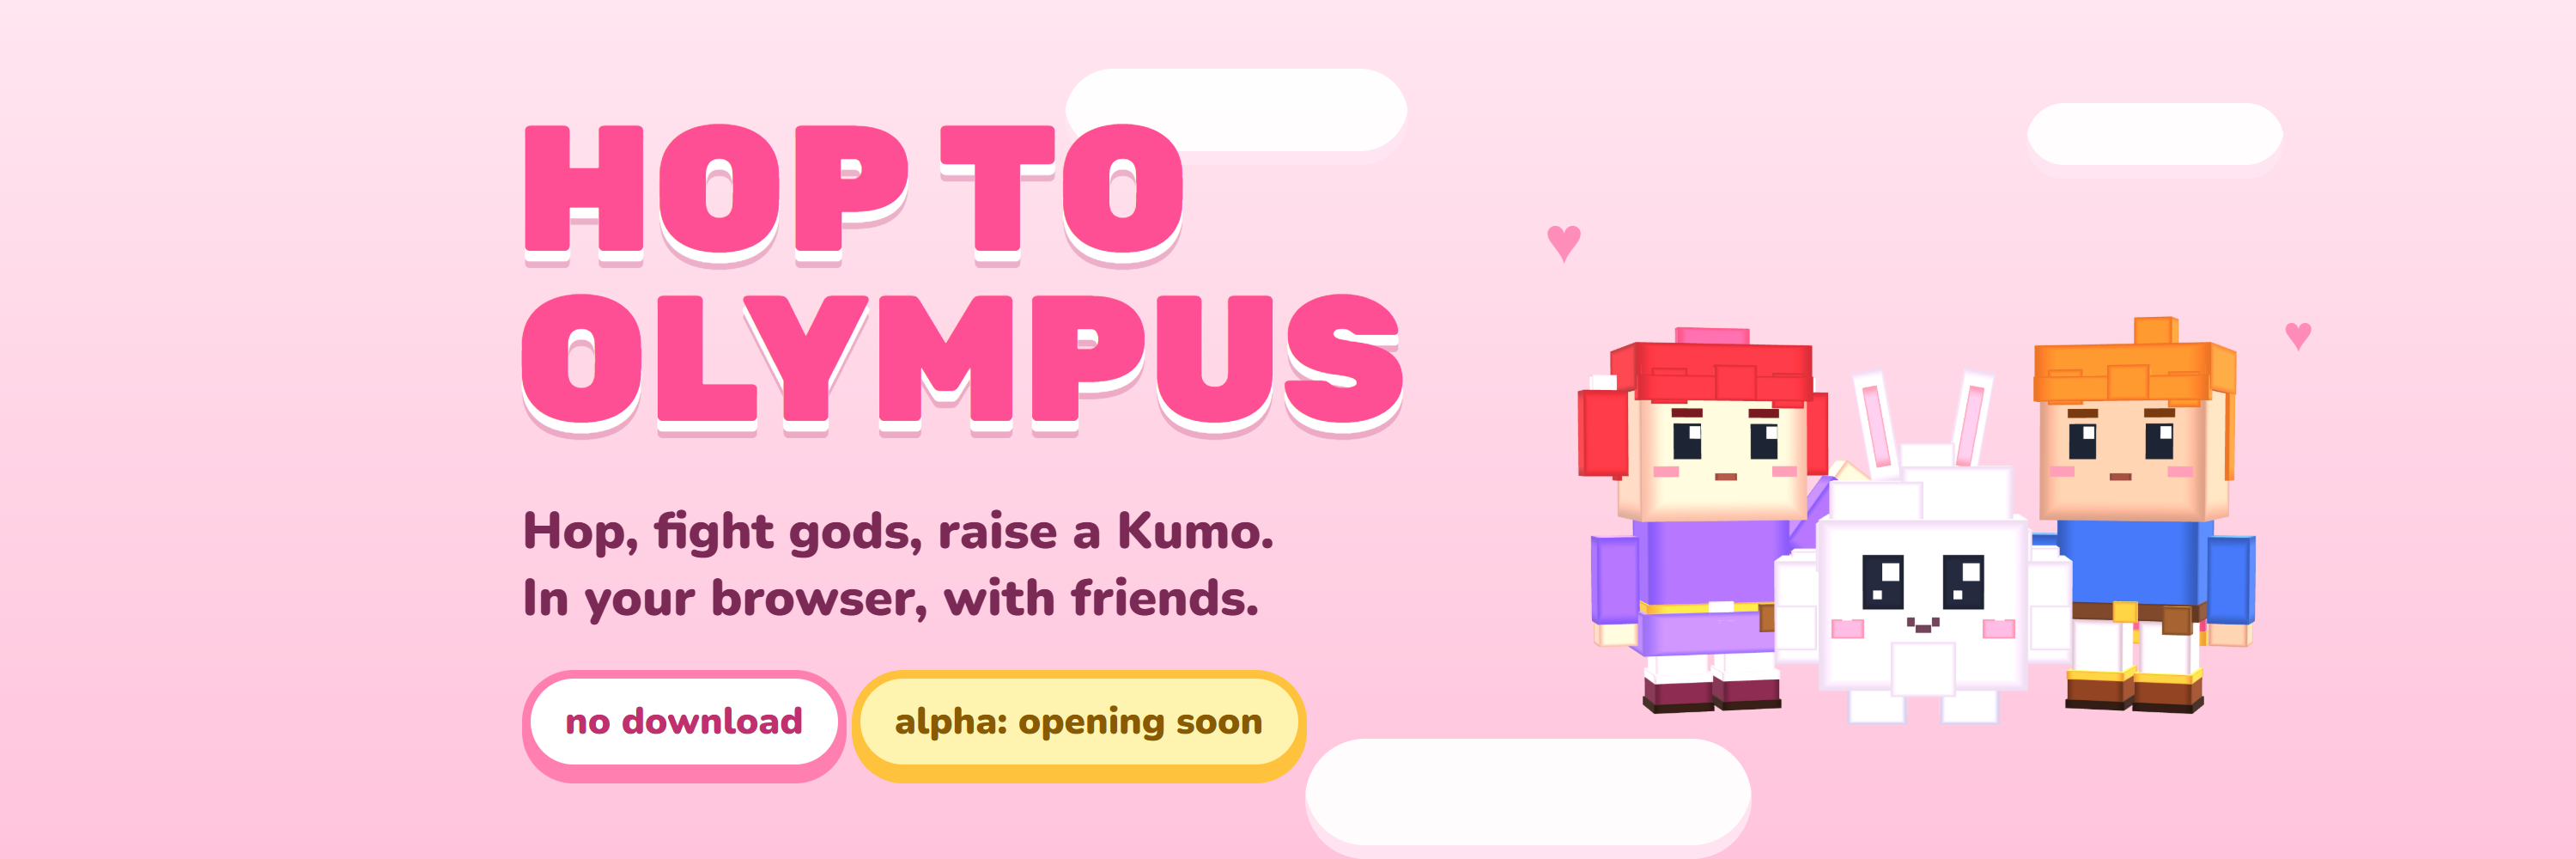 HOP TO
OLYMPUS
Hop, fight gods, raise a Kumo.
In your browser, with friends.
no download
alpha: opening soon